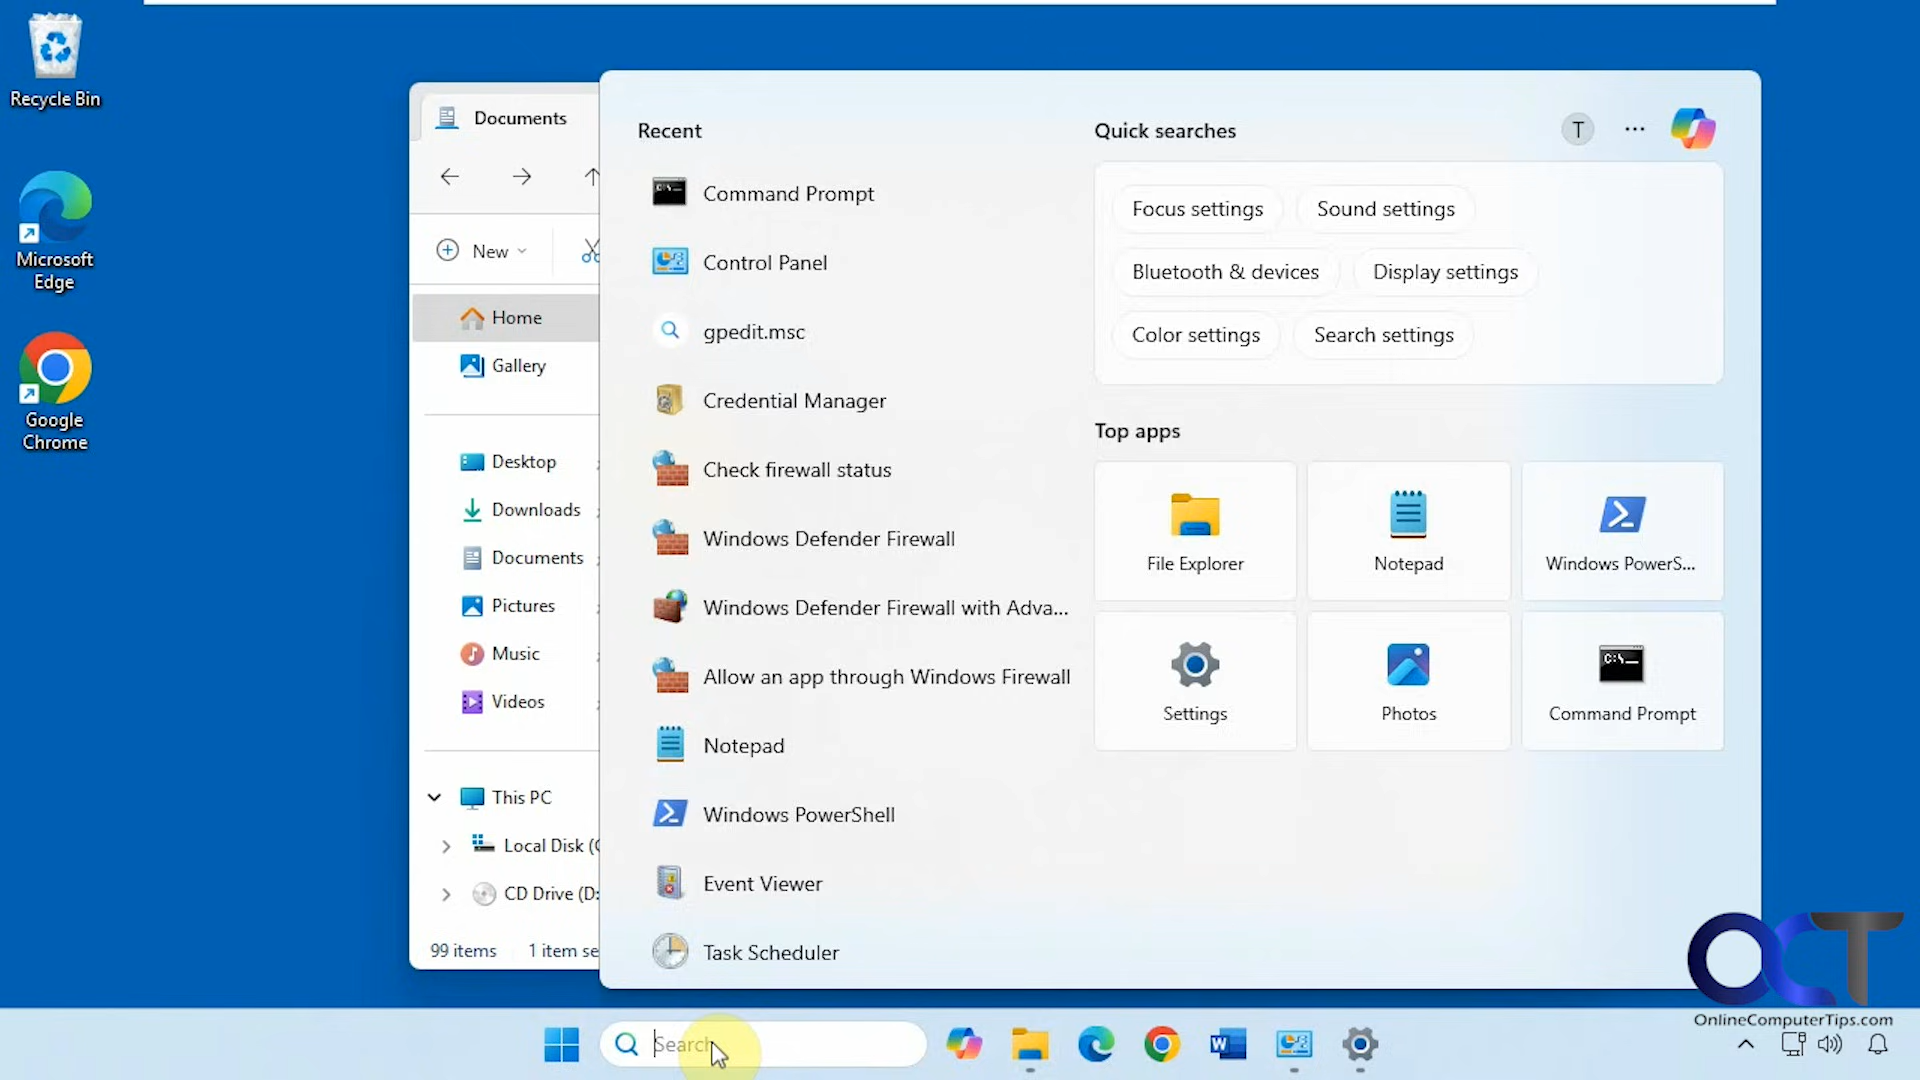 Recycle Bin
Microsoft
Edge
Google
Chrome
Documents
New
Home
Gallery
Desktop
Downloads
Documents
Pictures
Music
Videos
This PC
Local Disk (C
CD Drive (D:
99 items 1 item se
Recent
Command Prompt
Control Panel
gpedit.msc
Credential Manager
Check firewall status
Windows Defender Firewall
Windows Defender Firewall with Adva...
Allow an app through Windows Firewall
Notepad
Windows PowerShell
Event Viewer
Task Scheduler
Quick searches
T
Focus settings Sound settings
Bluetooth & devices Display settings
Color settings Search settings
Top apps
File Explorer Notepad Windows PowerS...
Settings Photos Command Prompt
C:\_
Search
W
OCT
OnlineComputerTips.com